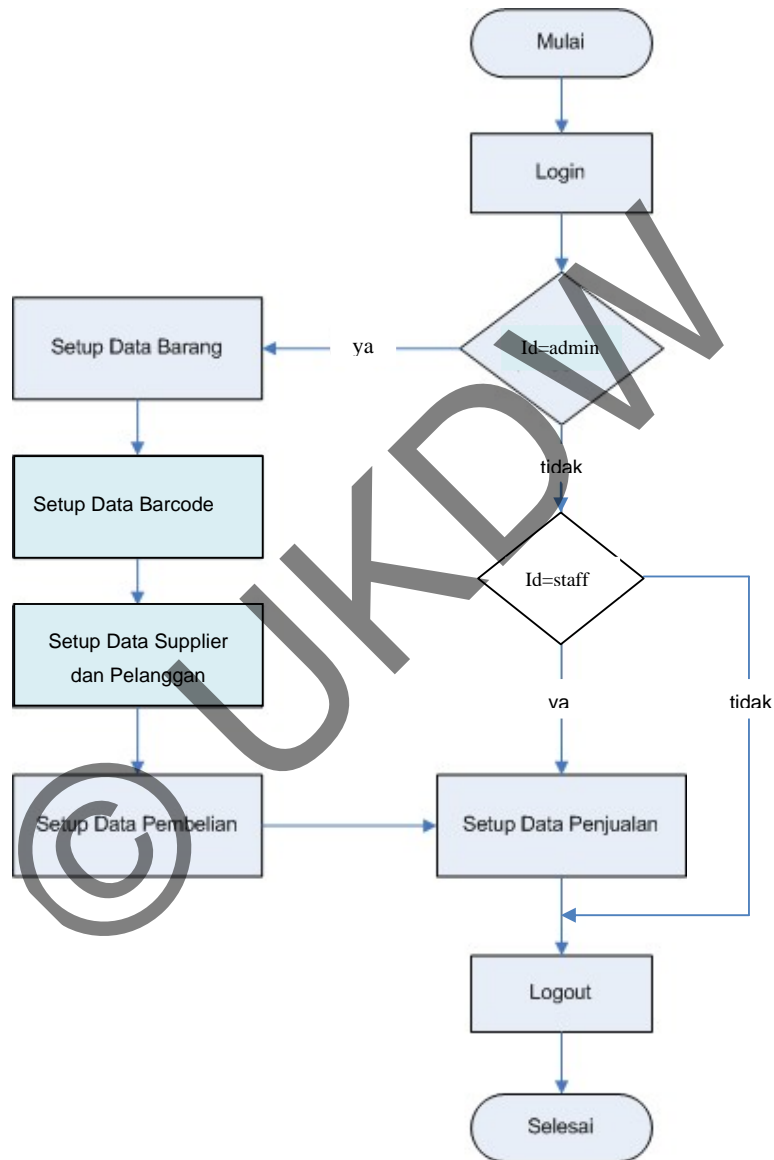 Mulai
Login
Id=admin
ya
Setup Data Barang
tidak
Setup Data Barcode
Id=staff
Setup Data Supplier
dan Pelanggan
ya
tidak
Setup Data Pembelian
Setup Data Penjualan
Logout
Selesai
© UKDW